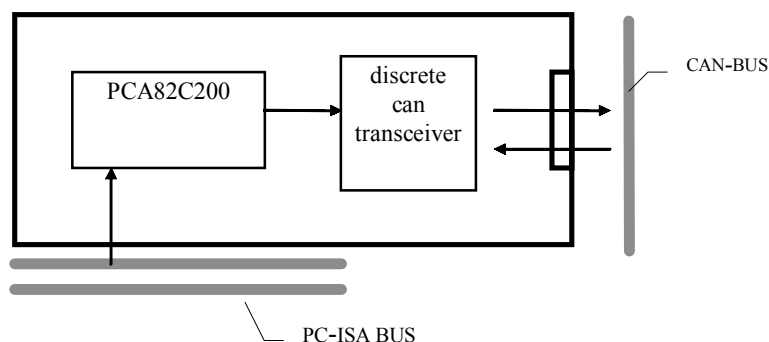 PCA82C200
discrete
can
transceiver
CAN-BUS
PC-ISA BUS